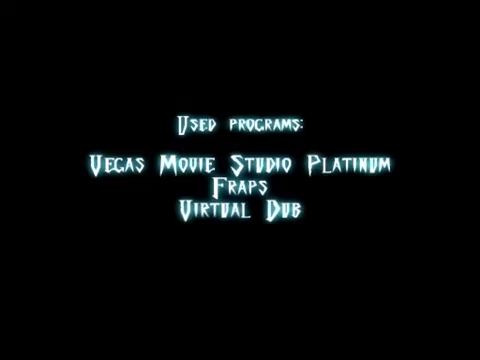 Used programs:
Vegas Movie Studio Platinum
Fraps
Virtual Dub